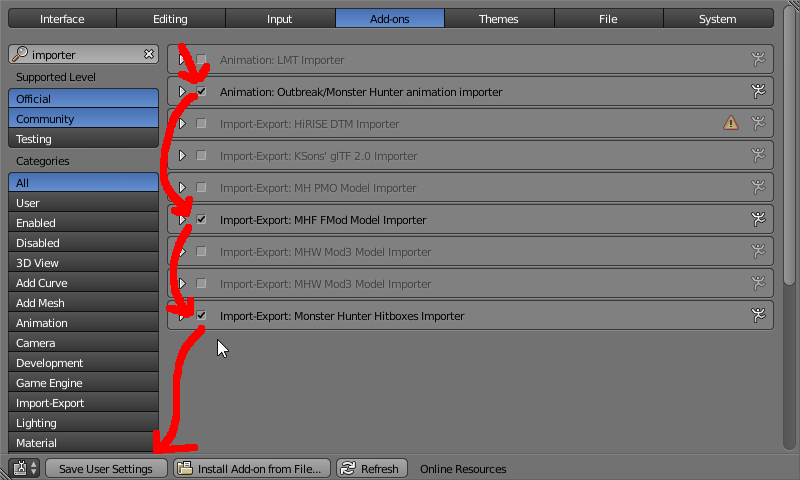 Interface Editing Input Add-ons Themes File System
importer
Supported Level
Official
Community
Testing
Categories
All
User
Enabled
Disabled
3D View
Add Curve
Add Mesh
Animation
Camera
Development
Game Engine
Import-Export
Lighting
Material
Animation: LMT Importer
Animation: Outbreak/Monster Hunter animation importer
Import-Export: HiRISE DTM Importer
Import-Export: KSons' glTF 2.0 Importer
Import-Export: MH PMO Model Importer
Import-Export: MHF FMod Model Importer
Import-Export: MHW Mod3 Model Importer
Import-Export: MHW Mod3 Model Importer
Import-Export: Monster Hunter Hitboxes Importer
Save User Settings Install Add-on from File... Refresh Online Resources